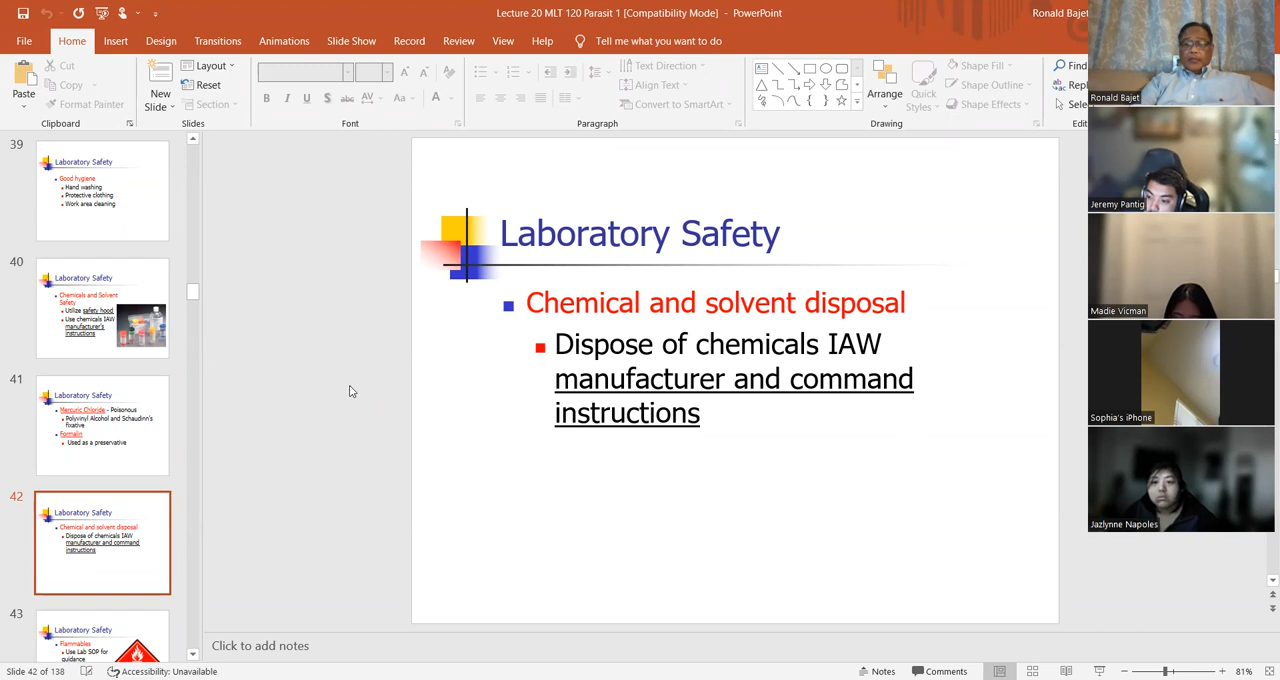 Lecture 20 MLT 120 Parasit 1 [Compatibility Mode] - PowerPoint
Ronald Bajet
File
Home
Insert
Design
Transitions
Animations
Slide Show
Record
Review
View
Help
Tell me what you want to do
Paste
Cut
Copy
Format Painter
Clipboard
New
Slide
Layout
Reset
Section
Slides
B I U S abc AV Aa A
Font
Text Direction
Align Text
Convert to SmartArt
Paragraph
Arrange
Quick
Styles
Shape Fill
Shape Outline
Shape Effects
Drawing
Find
Repl
Sele
Edit
39
Laboratory Safety
Good hygiene
Hand washing
Protective clothing
Work area cleaning
40
Laboratory Safety
Chemicals and Solvent
Safety
Utilize safety hood
Use chemicals IAW
manufacturer's
instructions
41
Laboratory Safety
Mercuric Chloride - Poisonous
Polyvinyl Alcohol and Schaudinn's
fixative
Formalin
Used as a preservative
42
Laboratory Safety
Chemical and solvent disposal
Dispose of chemicals IAW
manufacturer and command
instructions
43
Laboratory Safety
Flammables
Use Lab SOP for
guidance
Laboratory Safety
Chemical and solvent disposal
Dispose of chemicals IAW
manufacturer and command
instructions
Click to add notes
Ronald Bajet
Jeremy Pantig
Madie Vicman
Sophia's iPhone
Jazlynne Napoles
Slide 42 of 138
Accessibility: Unavailable
Notes
Comments
81%